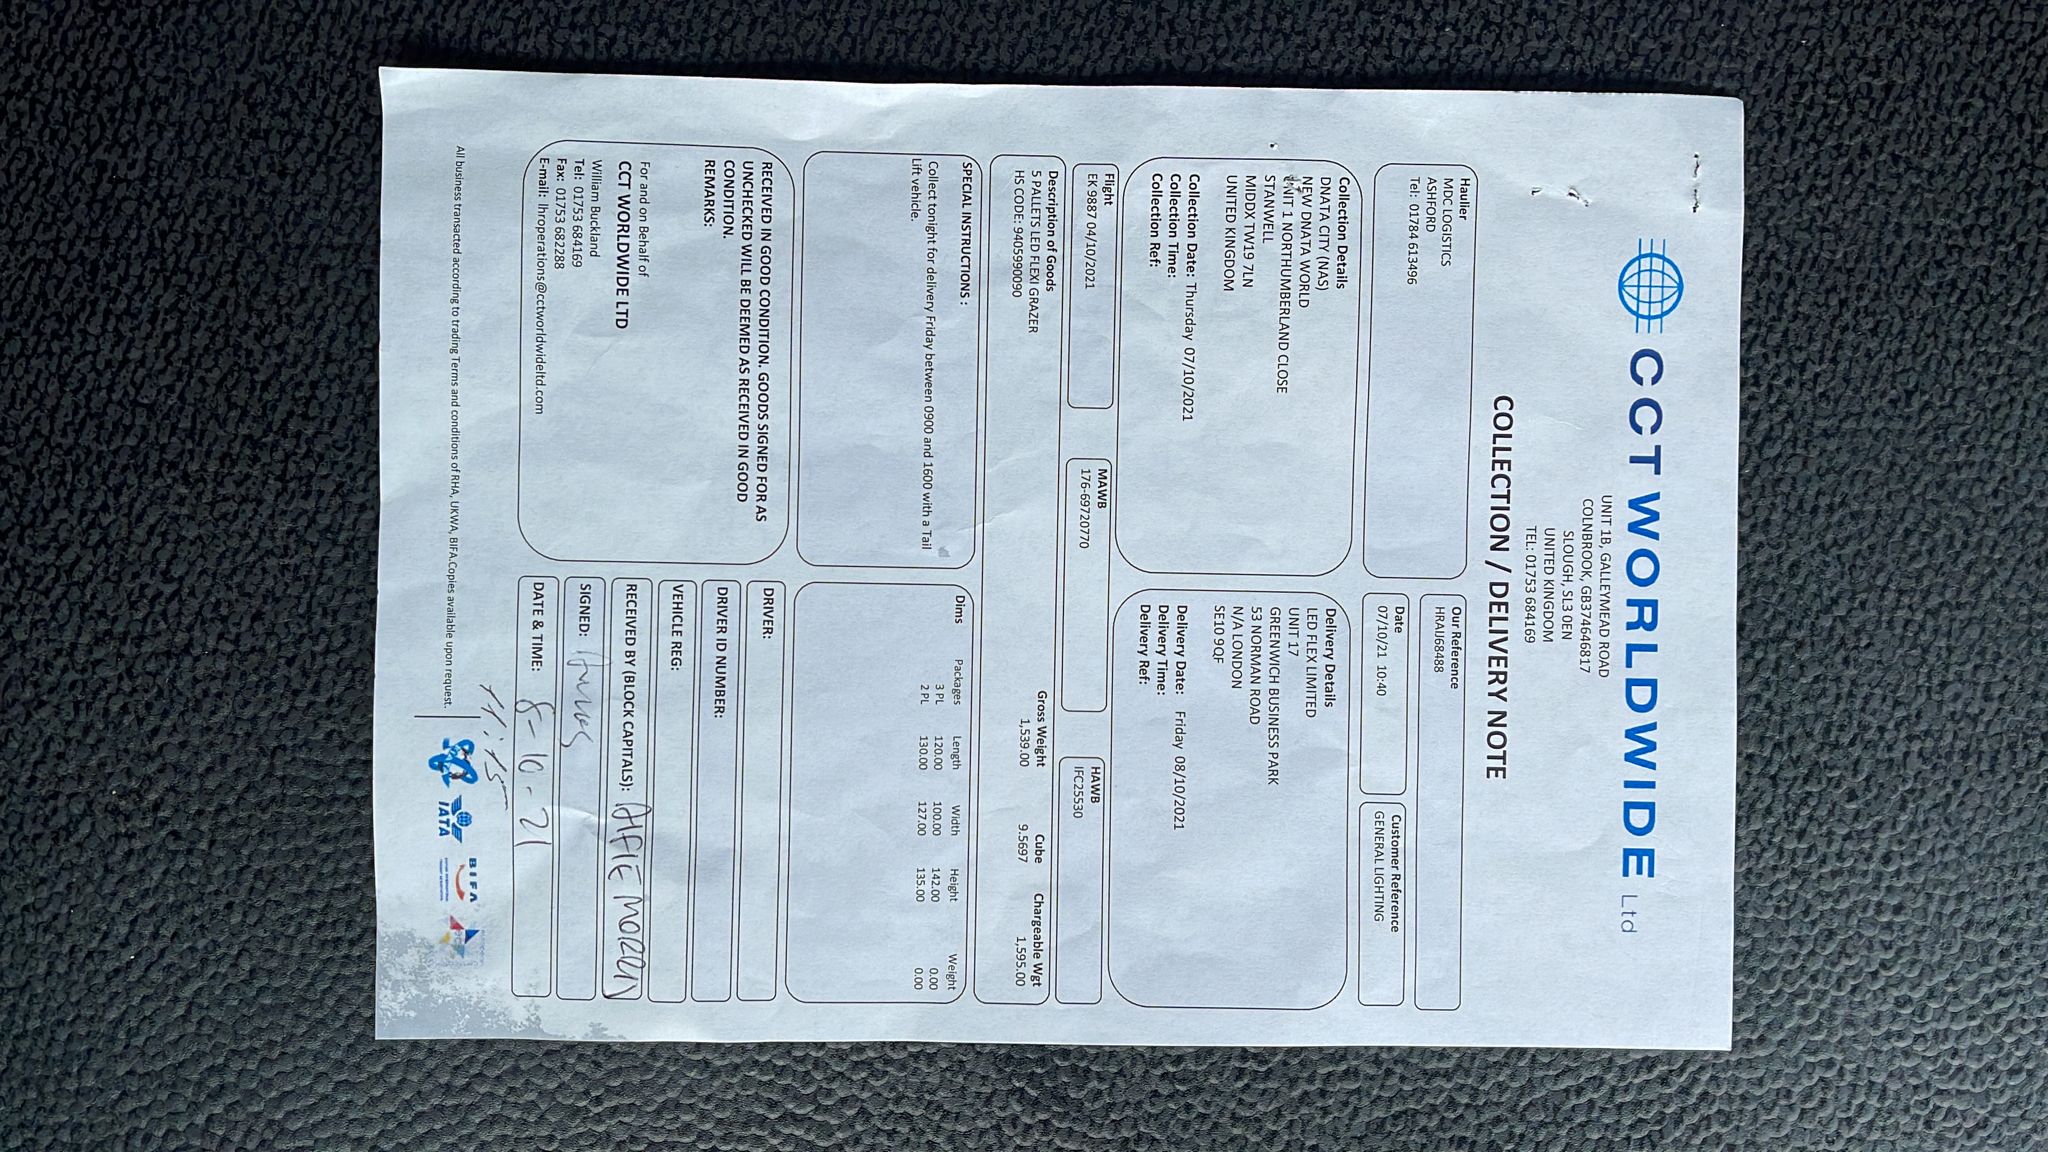 CCT WORLDWIDE Ltd
UNIT 1B, GALLEYMEAD ROAD
COLNBROOK, GB374646817
SLOUGH, SL3 0EN
UNITED KINGDOM
TEL: 01753 684169
COLLECTION / DELIVERY NOTE
Haulier
MDC LOGISTICS
ASHFORD
Tel: 01784 613496
Our Reference
HRAU68488
Date
07/10/21 10:40
Customer Reference
GENERAL LIGHTING
Collection Details
DNATA CITY (NAS)
NEW DNATA WORLD
UNIT 1 NORTHUMBERLAND CLOSE
STANWELL
MIDDX TW19 7LN
UNITED KINGDOM
Collection Date: Thursday 07/10/2021
Collection Time:
Collection Ref:
Delivery Details
LED FLEX LIMITED
UNIT 17
GREENWICH BUSINESS PARK
53 NORMAN ROAD
N/A LONDON
SE10 9QF
Delivery Date: Friday 08/10/2021
Delivery Time:
Delivery Ref:
Flight
EK 9887 04/10/2021
MAWB
176-69720770
HAWB
IFC25530
Description of Goods Gross Weight Cube Chargeable Wgt
5 PALLETS LED FLEXI GRAZER 1,539.00 9.5697 1,595.00
HS CODE: 9405990090
SPECIAL INSTRUCTIONS :
Collect tonight for delivery Friday between 0900 and 1600 with a Tail
Lift vehicle.
Dims Packages Length Width Height Weight
3 PL 120.00 100.00 142.00 0.00
2 PL 130.00 127.00 135.00 0.00
RECEIVED IN GOOD CONDITION. GOODS SIGNED FOR AS
UNCHECKED WILL BE DEEMED AS RECEIVED IN GOOD
CONDITION.
REMARKS:
For and on Behalf of
CCT WORLDWIDE LTD
William Buckland
Tel: 01753 684169
Fax: 01753 682288
E-mail: lhroperations@cctworldwideltd.com
DRIVER:
DRIVER ID NUMBER:
VEHICLE REG:
RECEIVED BY (BLOCK CAPITALS): ALFIE
SIGNED:
DATE & TIME: 8-10-21
All business transacted according to trading Terms and conditions of RHA, UKWA, BIFA.Copies available upon request.
IATA
BIFA